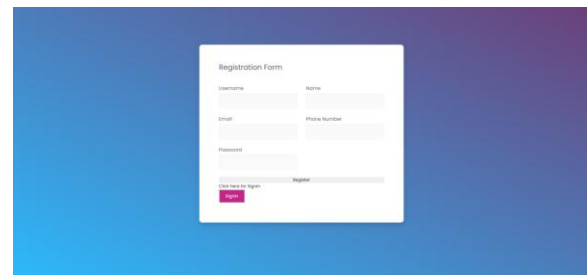 Registration Form
Username Name
Email Phone Number
Password
Register
Click here for Signin
Signin